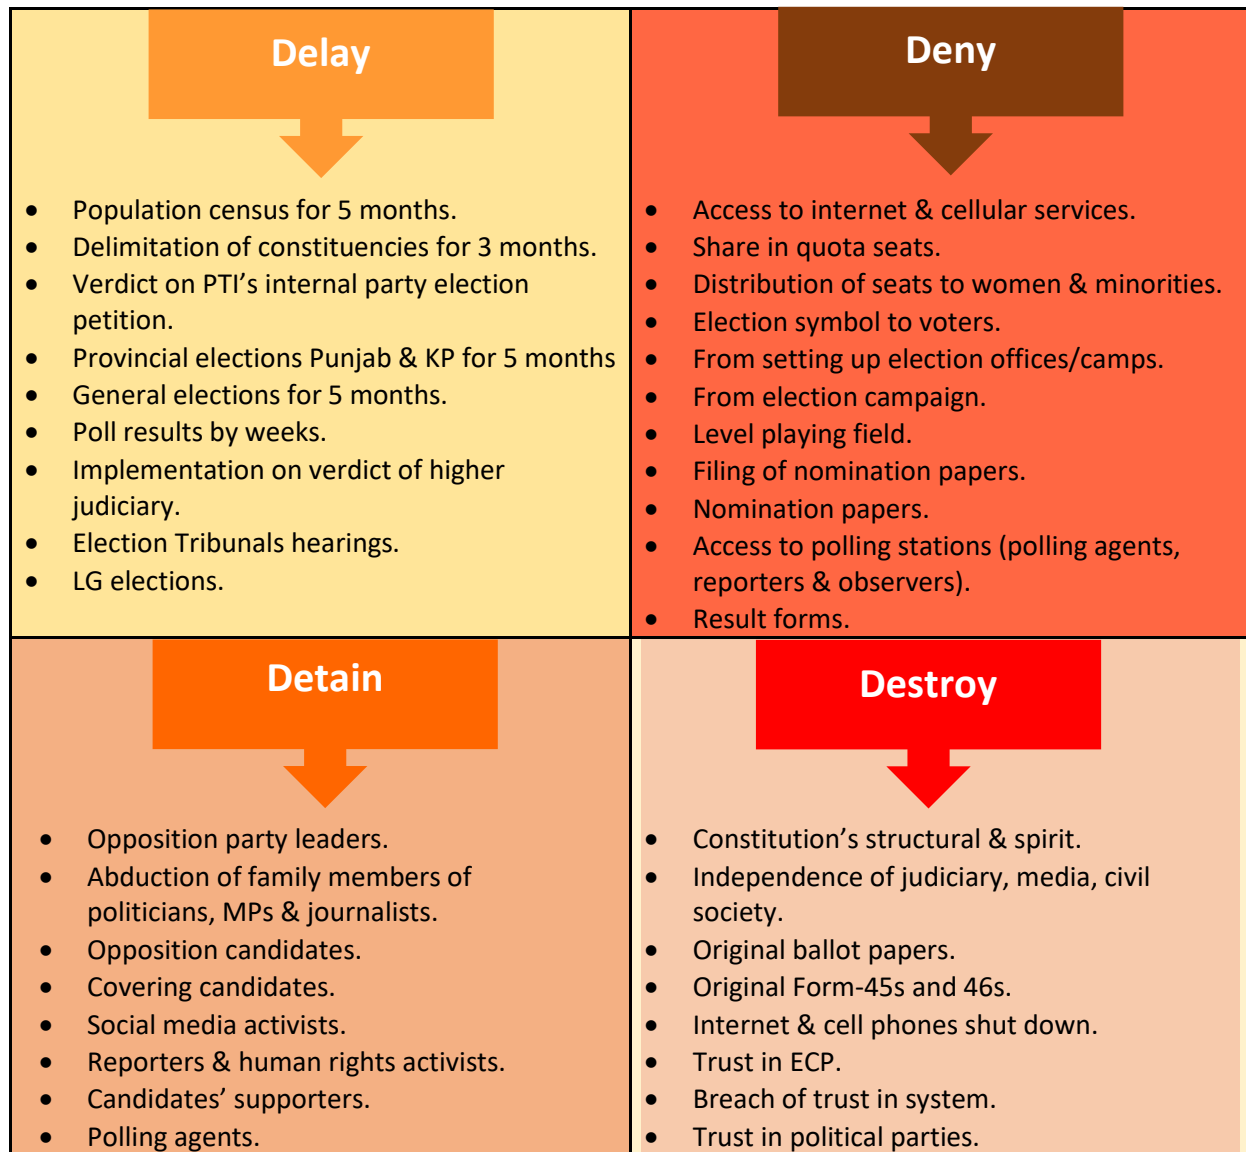 Delay
• Population census for 5 months.
• Delimitation of constituencies for 3 months.
• Verdict on PTI’s internal party election
petition.
• Provincial elections Punjab & KP for 5 months
• General elections for 5 months.
• Poll results by weeks.
• Implementation on verdict of higher
judiciary.
• Election Tribunals hearings.
• LG elections.
Deny
• Access to internet & cellular services.
• Share in quota seats.
• Distribution of seats to women & minorities.
• Election symbol to voters.
• From setting up election offices/camps.
• From election campaign.
• Level playing field.
• Filing of nomination papers.
• Nomination papers.
• Access to polling stations (polling agents,
reporters & observers).
• Result forms.
Detain
• Opposition party leaders.
• Abduction of family members of
politicians, MPs & journalists.
• Opposition candidates.
• Covering candidates.
• Social media activists.
• Reporters & human rights activists.
• Candidates’ supporters.
• Polling agents.
Destroy
• Constitution’s structural & spirit.
• Independence of judiciary, media, civil
society.
• Original ballot papers.
• Original Form-45s and 46s.
• Internet & cell phones shut down.
• Trust in ECP.
• Breach of trust in system.
• Trust in political parties.